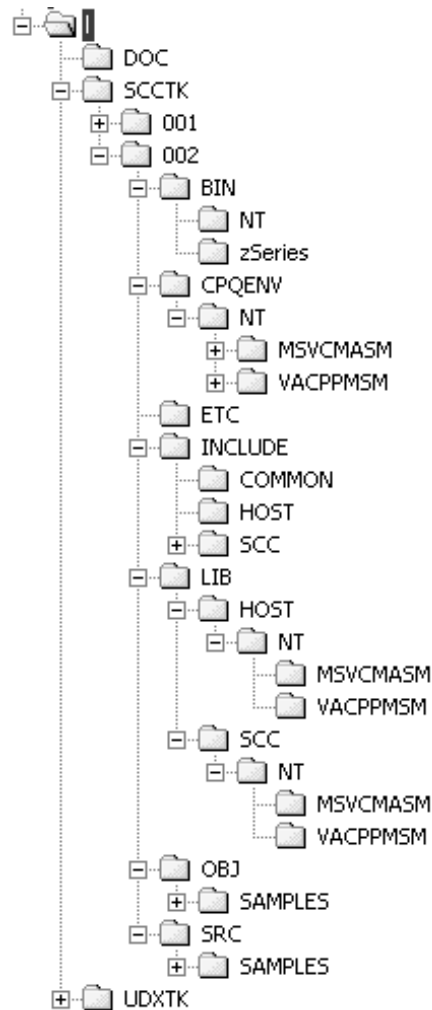 DOC
SCCTK
001
002
BIN
NT
zSeries
CPQENV
NT
MSVCMASM
VACPPMSM
ETC
INCLUDE
COMMON
HOST
SCC
LIB
HOST
NT
MSVCMASM
VACPPMSM
SCC
NT
MSVCMASM
VACPPMSM
OBJ
SAMPLES
SRC
SAMPLES
UDXTK